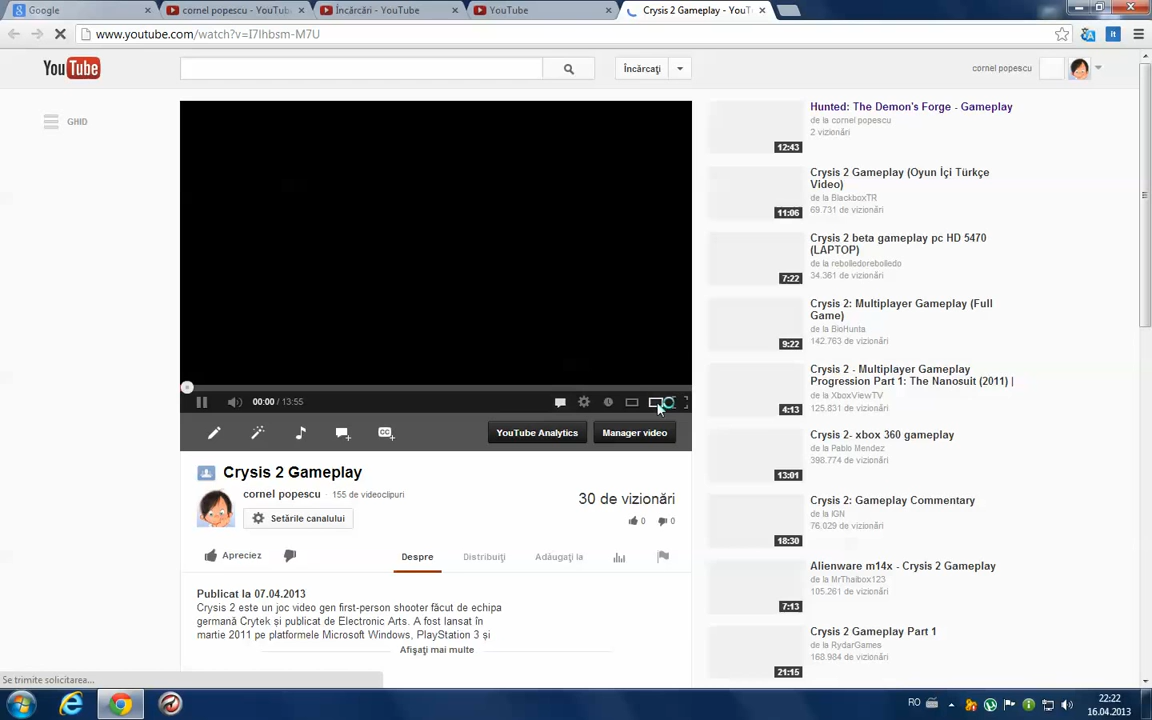 Google
cornel popescu - YouTub
Încărcări - YouTube
YouTube
Crysis 2 Gameplay - YouT
www.youtube.com/watch?v=I7lhbsm-M7U
YouTube
Încărcaţi
cornel popescu
GHID
00:00 / 13:55
YouTube Analytics
Manager video
Crysis 2 Gameplay
cornel popescu · 155 de videoclipuri
Setările canalului
30 de vizionări
0 0
Apreciez
Despre
Distribuiţi
Adăugaţi la
Publicat la 07.04.2013
Crysis 2 este un joc video gen first-person shooter făcut de echipa
germană Crytek și publicat de Electronic Arts. A fost lansat în
martie 2011 pe platformele Microsoft Windows, PlayStation 3 și
Afişaţi mai multe
Hunted: The Demon's Forge - Gameplay
de la cornel popescu
2 vizionări
12:43
Crysis 2 Gameplay (Oyun İçi Türkçe
Video)
de la BlackboxTR
69.731 de vizionări
11:06
Crysis 2 beta gameplay pc HD 5470
(LAPTOP)
de la rebolledorebolledo
34.361 de vizionări
7:22
Crysis 2: Multiplayer Gameplay (Full
Game)
de la BioHunta
142.763 de vizionări
9:22
Crysis 2 - Multiplayer Gameplay
Progression Part 1: The Nanosuit (2011) |
de la XboxViewTV
125.831 de vizionări
4:13
Crysis 2- xbox 360 gameplay
de la Pablo Mendez
398.774 de vizionări
13:01
Crysis 2: Gameplay Commentary
de la IGN
76.029 de vizionări
18:30
Alienware m14x - Crysis 2 Gameplay
de la MrThaibox123
105.261 de vizionări
7:13
Crysis 2 Gameplay Part 1
de la RydarGames
168.984 de vizionări
21:15
Se trimite solicitarea...
RO
22:22
16.04.2013